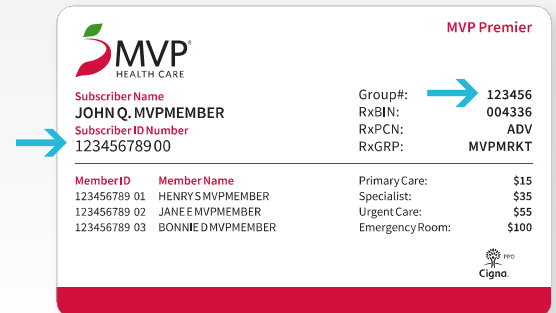 MVP Premier
MVP®
HEALTH CARE
Subscriber Name
JOHN Q. MVPMEMBER
Subscriber ID Number
123456789 00
Group#: 123456
RxBIN: 004336
RxPCN: ADV
RxGRP: MVPMRKT
Member ID Member Name
123456789 01 HENRY S MVPMEMBER
123456789 02 JANE E MVPMEMBER
123456789 03 BONNIE D MVPMEMBER
Primary Care: $15
Specialist: $35
Urgent Care: $55
Emergency Room: $100
PPO
Cigna.